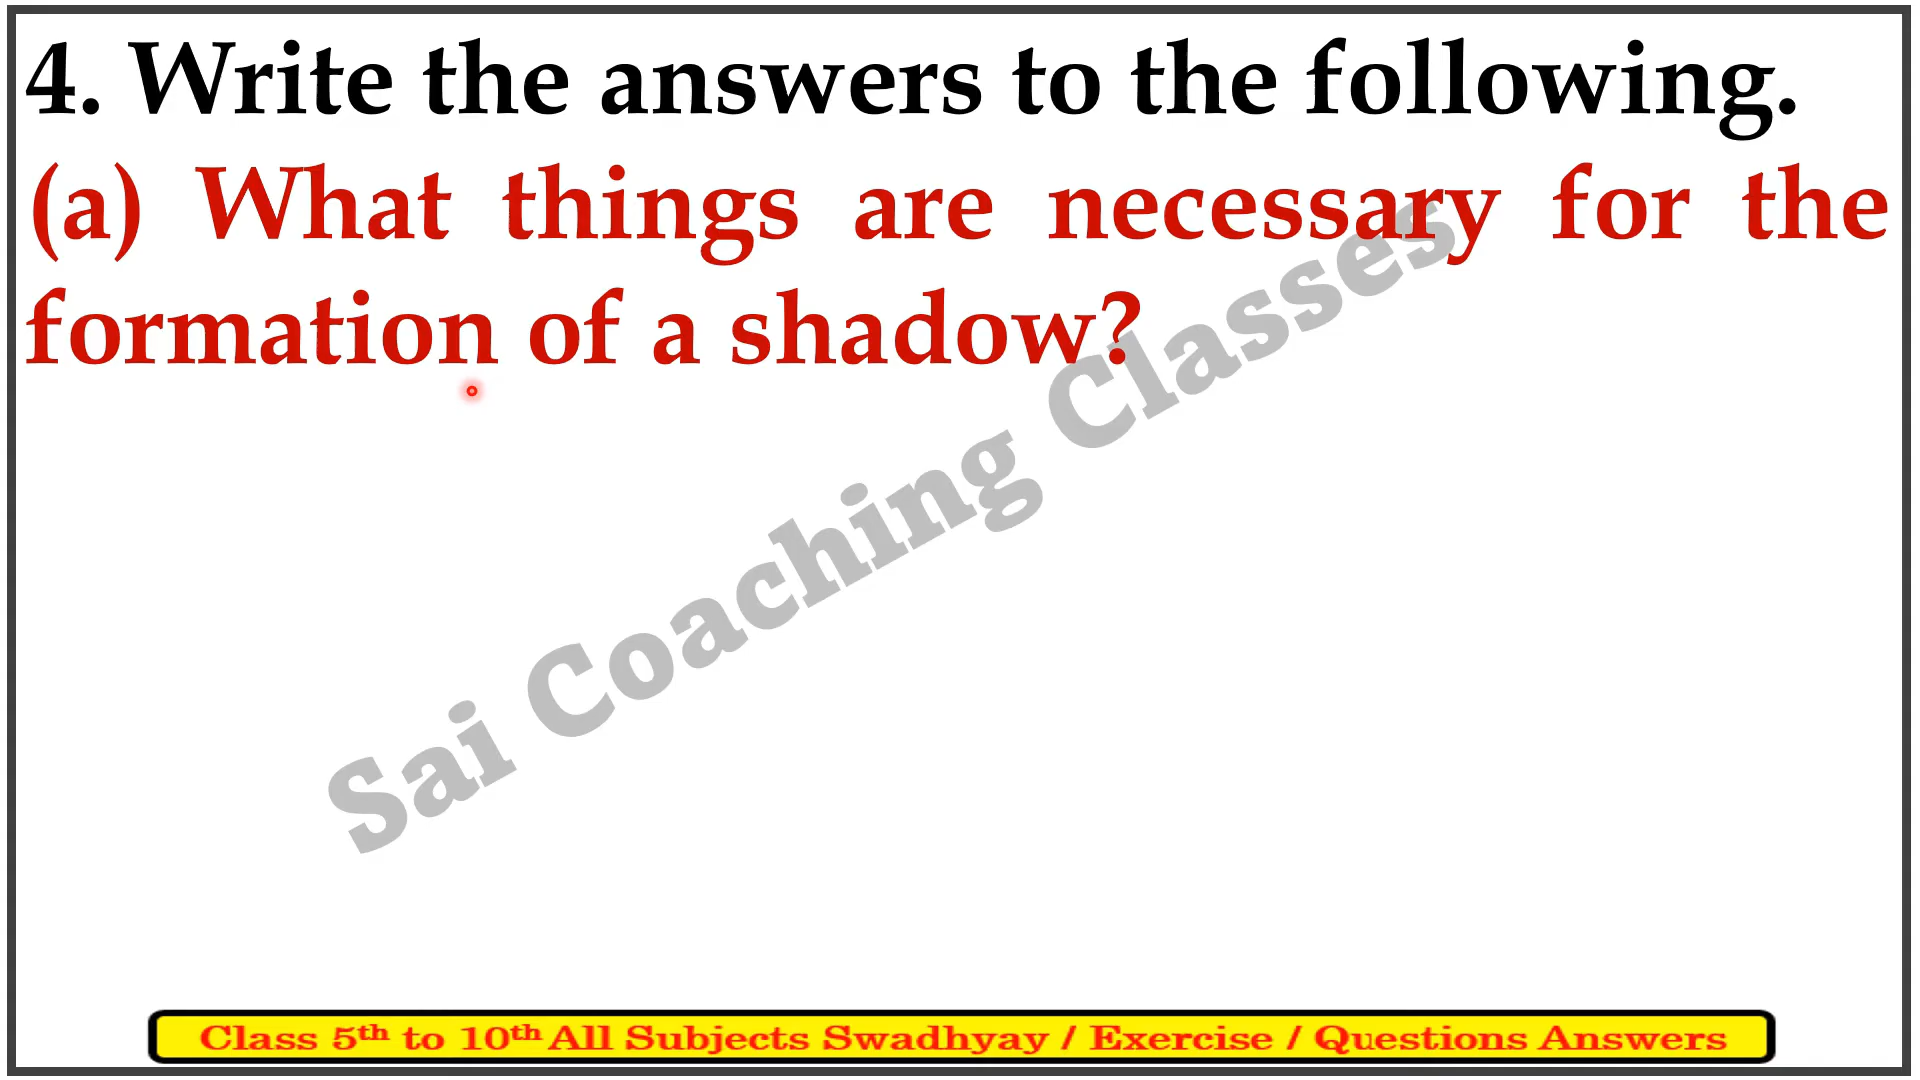 4. Write the answers to the following.
(a) What things are necessary for the
formation of a shadow?
Sai Coaching Classes
Class 5th to 10th All Subjects Swadhyay / Exercise / Questions Answers